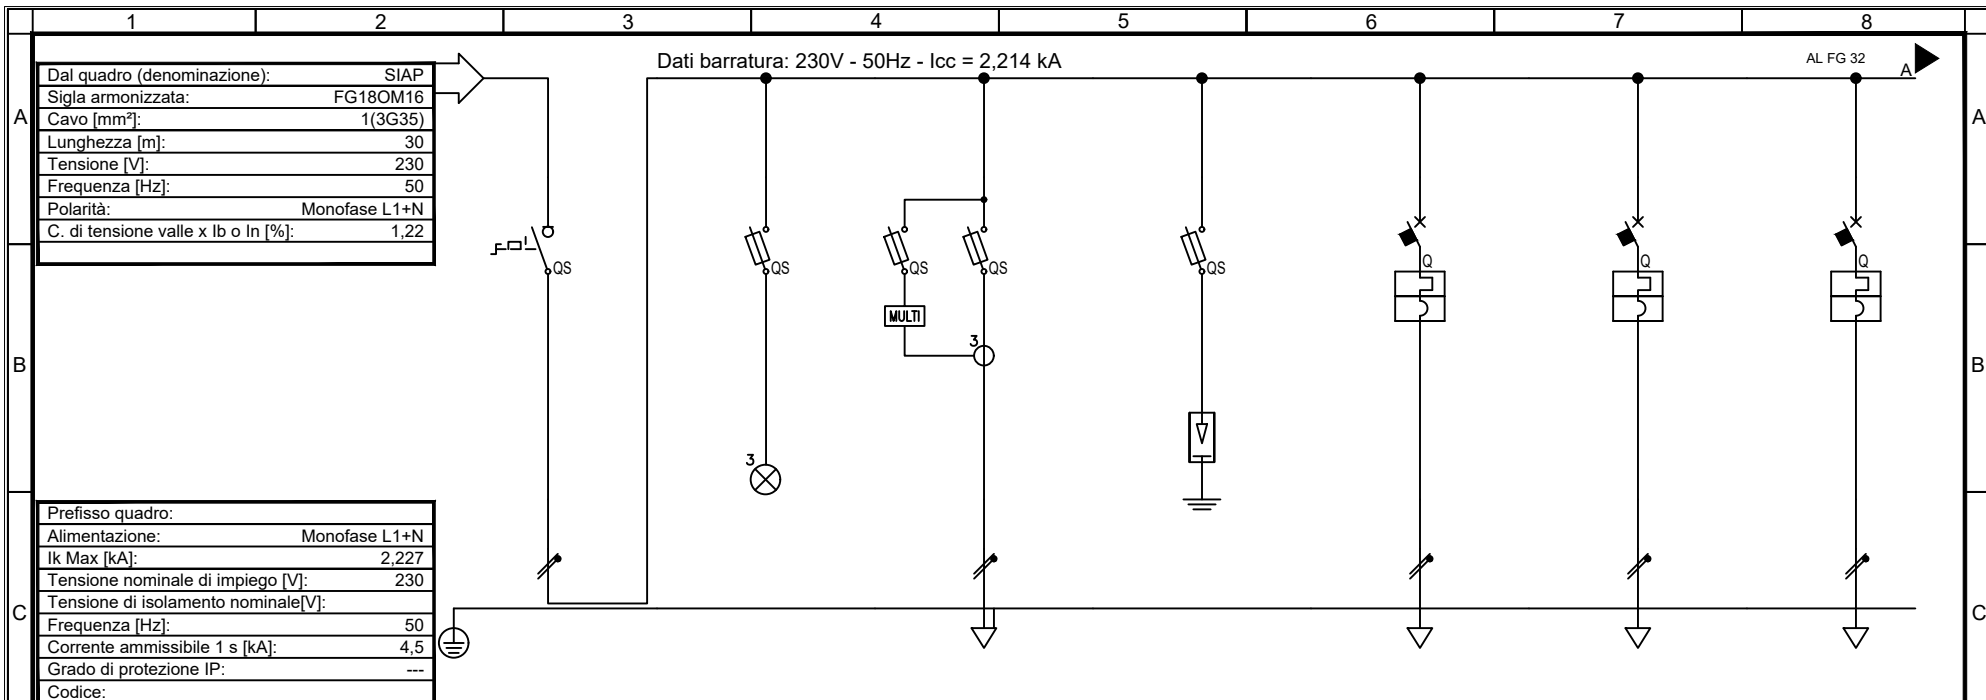 1 2 3 4 5 6 7 8
Dati barratura: 230V - 50Hz - Icc = 2,214 kA
AL FG 32
A
Dal quadro (denominazione): SIAP
Sigla armonizzata: FG18OM16
Cavo [mm²]: 1(3G35)
Lunghezza [m]: 30
Tensione [V]: 230
Frequenza [Hz]: 50
Polarità: Monofase L1+N
C. di tensione valle x Ib o In [%]: 1,22
A A
QS QS QS QS QS Q Q Q
MULTI
3
B B
3
Prefisso quadro:
Alimentazione: Monofase L1+N
Ik Max [kA]: 2,227
Tensione nominale di impiego [V]: 230
Tensione di isolamento nominale[V]:
Frequenza [Hz]: 50
Corrente ammissibile 1 s [kA]: 4,5
Grado di protezione IP: ---
Codice:
C C